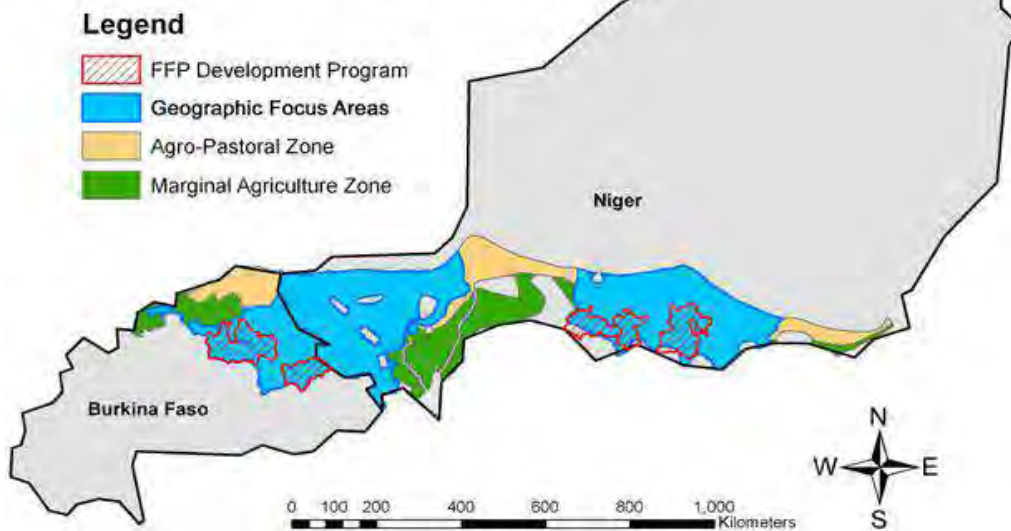 Legend
FFP Development Program
Geographic Focus Areas
Agro-Pastoral Zone
Marginal Agriculture Zone
Niger
Burkina Faso
N
W E
S
0 100 200 400 600 800 1,000
Kilometers